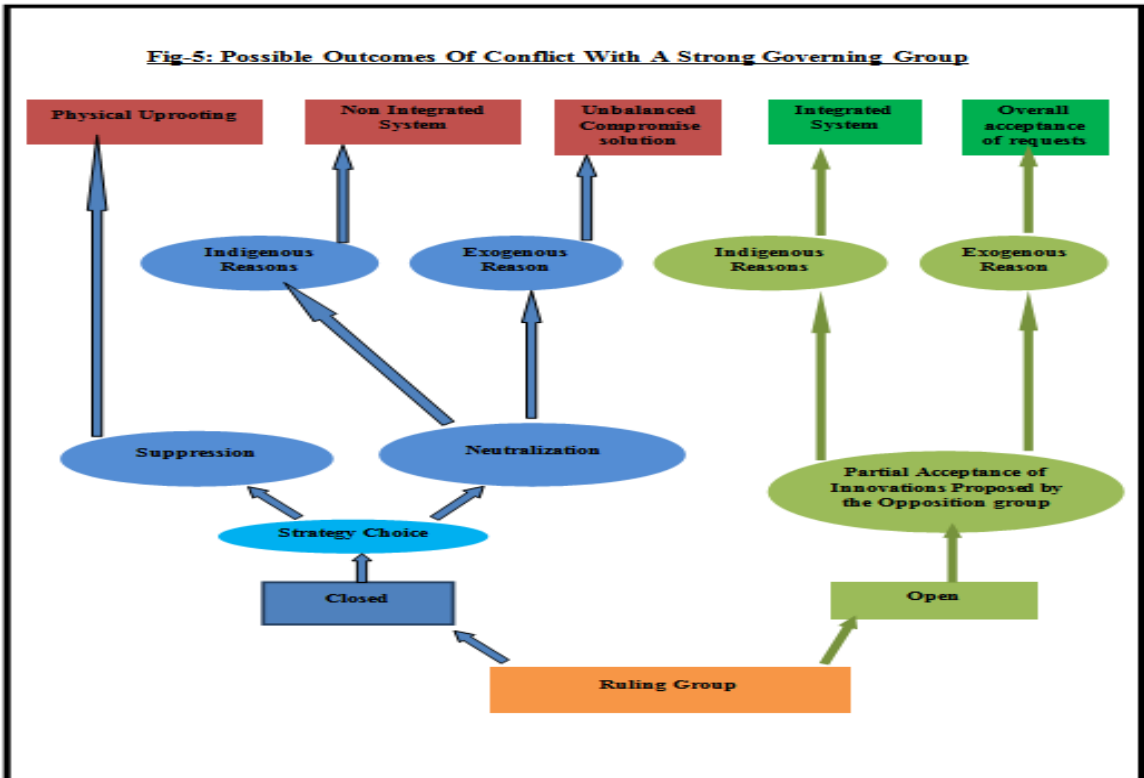 Fig-5: Possible Outcomes Of Conflict With A Strong Governing Group
Physical Uprooting
Non Integrated
System
Unbalanced
Compromise
solution
Integrated
System
Overall
acceptance
of requests
Indigenous
Reasons
Exogenous
Reason
Indigenous
Reasons
Exogenous
Reason
Suppression
Neutralization
Partial Acceptance of
Innovations Proposed by
the Opposition group
Strategy Choice
Closed
Open
Ruling Group